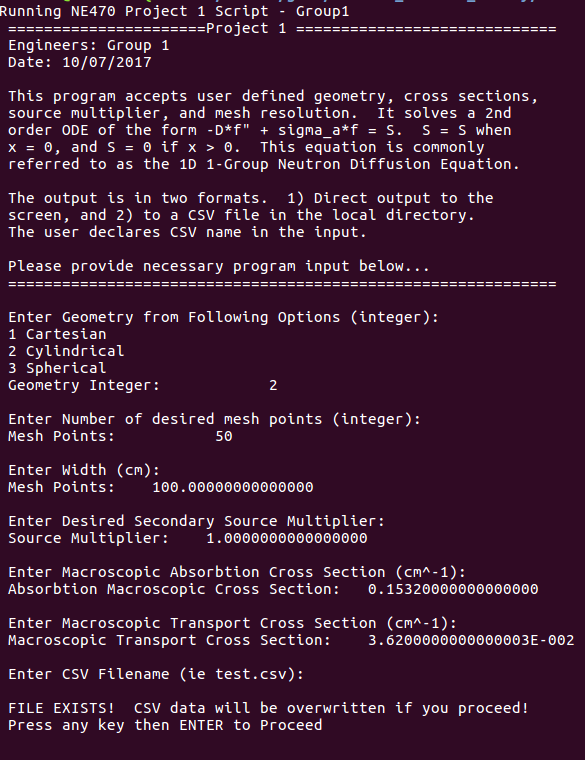 Running NE470 Project 1 Script - Group1
=======================Project 1 ==============================
Engineers: Group 1
Date: 10/07/2017
This program accepts user defined geometry, cross sections,
source multiplier, and mesh resolution.  It solves a 2nd
order ODE of the form -D*f" + sigma_a*f = S.  S = S when
x = 0, and S = 0 if x > 0.  This equation is commonly
referred to as the 1D 1-Group Neutron Diffusion Equation.
The output is in two formats.  1) Direct output to the
screen, and 2) to a CSV file in the local directory.
The user declares CSV name in the input.
Please provide necessary program input below...
===============================================================
Enter Geometry from Following Options (integer):
1 Cartesian
2 Cylindrical
3 Spherical
Geometry Integer:            2
Enter Number of desired mesh points (integer):
Mesh Points:           50
Enter Width (cm):
Mesh Points:    100.00000000000000
Enter Desired Secondary Source Multiplier:
Source Multiplier:    1.0000000000000000
Enter Macroscopic Absorbtion Cross Section (cm^-1):
Absorbtion Macroscopic Cross Section:   0.15320000000000000
Enter Macroscopic Transport Cross Section (cm^-1):
Macroscopic Transport Cross Section:    3.6200000000000003E-002
Enter CSV Filename (ie test.csv):
FILE EXISTS!  CSV data will be overwritten if you proceed!
Press any key then ENTER to Proceed